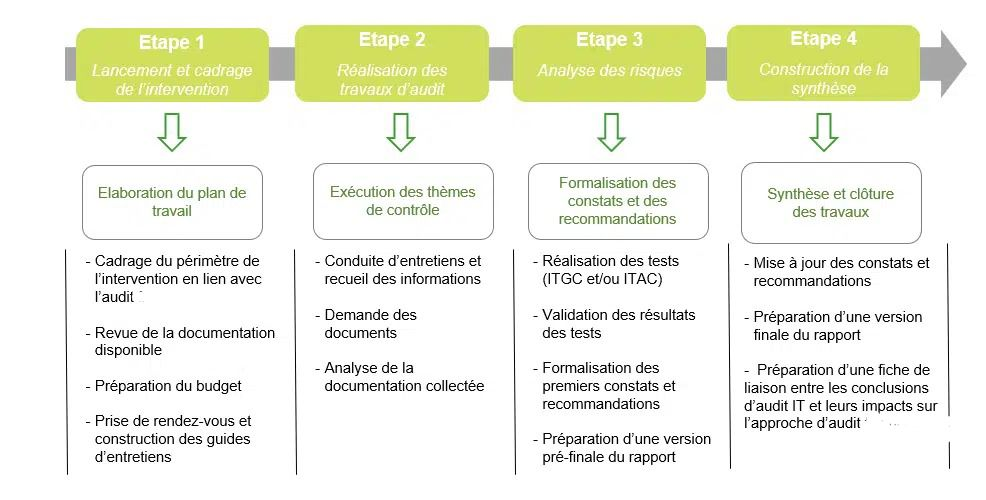 Etape 1
Lancement et cadrage
de l'intervention
Etape 2
Réalisation des
travaux d'audit
Etape 3
Analyse des risques
Etape 4
Construction de la
synthèse
Elaboration du plan de
travail
Exécution des thèmes
de contrôle
Formalisation des
constats et des
recommandations
Synthèse et clôture
des travaux
- Cadrage du périmètre de
l'intervention en lien avec
l'audit
- Revue de la documentation
disponible
- Préparation du budget
- Prise de rendez-vous et
construction des guides
d'entretiens
- Conduite d'entretiens et
recueil des informations
- Demande des
documents
- Analyse de la
documentation collectée
- Réalisation des tests
(ITGC et/ou ITAC)
- Validation des résultats
des tests
- Formalisation des
premiers constats et
recommandations
- Préparation d'une version
pré-finale du rapport
- Mise à jour des constats et
recommandations
- Préparation d'une version
finale du rapport
- Préparation d'une fiche de
liaison entre les conclusions
d'audit IT et leurs impacts sur
l'approche d'audit